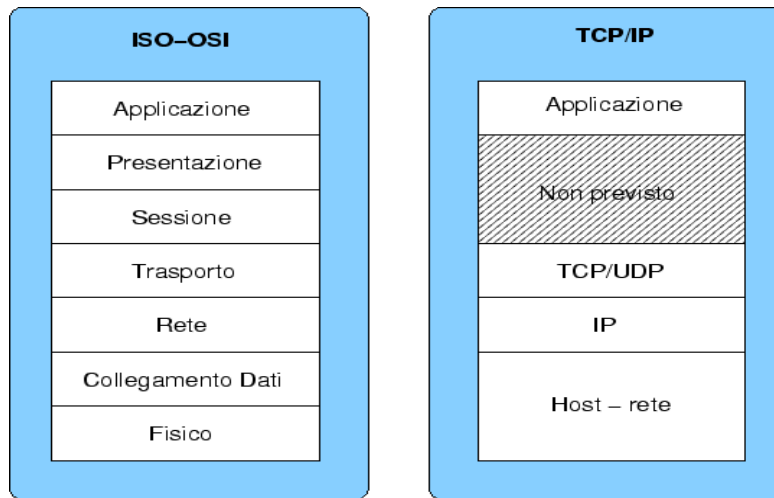 ISO–OSI
Applicazione
Presentazione
Sessione
Trasporto
Rete
Collegamento Dati
Fisico
TCP/IP
Applicazione
Non previsto
TCP/UDP
IP
Host – rete